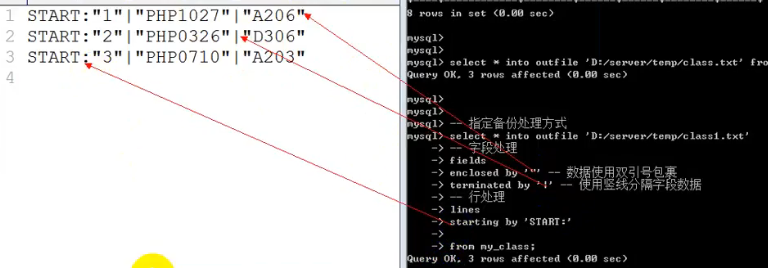 1 START:"1"|"PHP1027"|"A206"
2 START:"2"|"PHP0326"|"D306"
3 START:"3"|"PHP0710"|"A203"
4
8 rows in set (0.00 sec)
mysql>
mysql>
mysql> select * into outfile 'D:/server/temp/class.txt' fro
Query OK, 3 rows affected (0.00 sec)
mysql>
mysql> -- 指定备份处理方式
mysql> select * into outfile 'D:/server/temp/class1.txt'
-> -- 字段处理
-> fields
-> enclosed by '"' -- 数据使用双引号包裹
-> terminated by '|' -- 使用竖线分隔字段数据
-> -- 行处理
-> lines
-> starting by 'START:'
->
-> from my_class;
Query OK, 3 rows affected (0.00 sec)